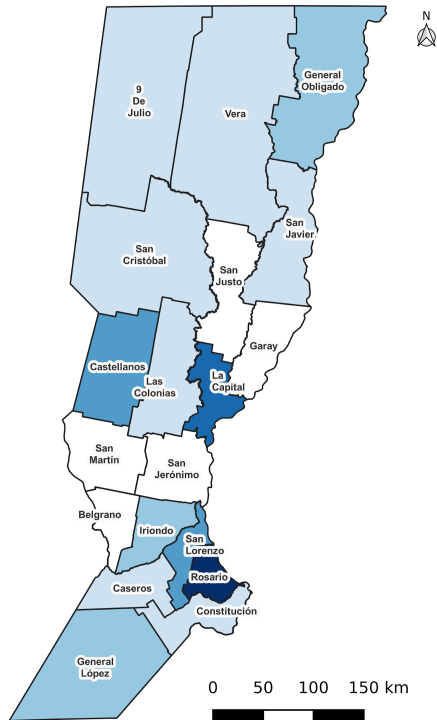 N
General
Obligado
9
De
Julio
Vera
San
Javier
San
Cristóbal
San
Justo
Garay
Castellanos
Las
Colonias
La
Capital
San
Martín
San
Jerónimo
Belgrano
Iriondo
San
Lorenzo
Rosario
Caseros
Constitución
General
López
0 50 100 150 km